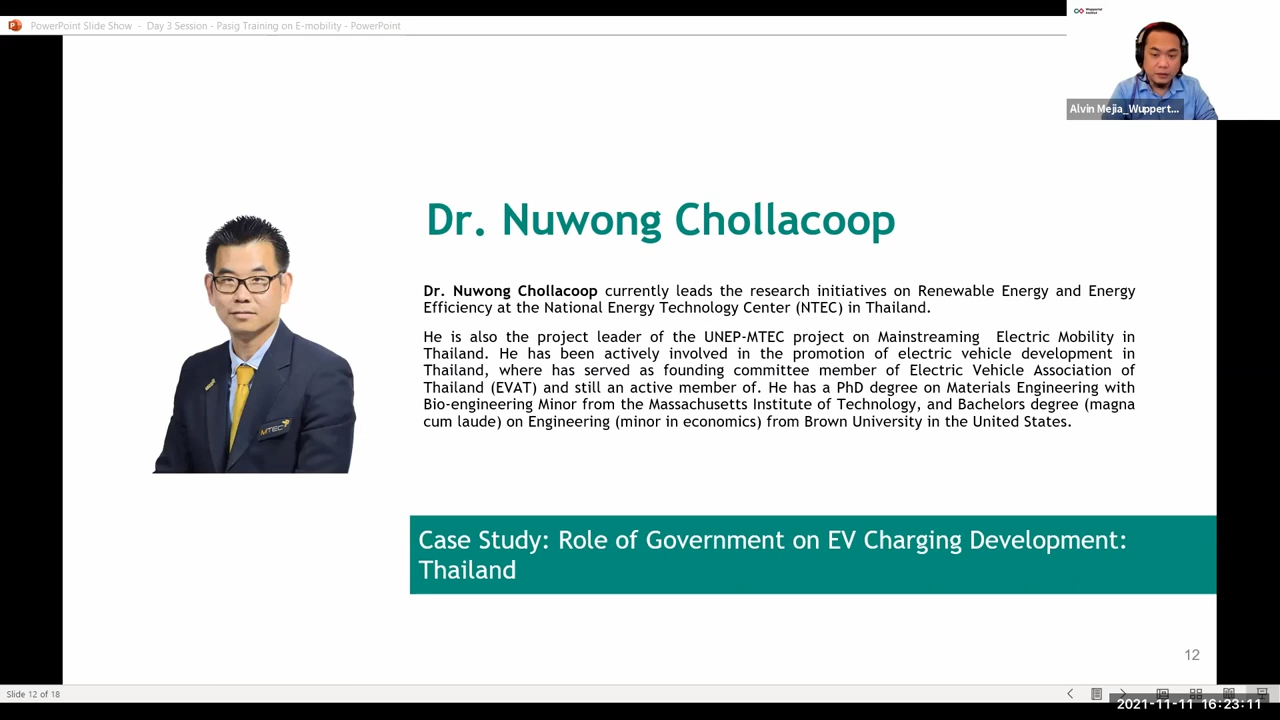 PowerPoint Slide Show - Day 3 Session - Pasig Training on E-mobility - PowerPoint
Wuppertal
Institut
Alvin Mejia_Wuppert...
Dr. Nuwong Chollacoop
Dr. Nuwong Chollacoop currently leads the research initiatives on Renewable Energy and Energy
Efficiency at the National Energy Technology Center (NTEC) in Thailand.
He is also the project leader of the UNEP-MTEC project on Mainstreaming Electric Mobility in
Thailand. He has been actively involved in the promotion of electric vehicle development in
Thailand, where has served as founding committee member of Electric Vehicle Association of
Thailand (EVAT) and still an active member of. He has a PhD degree on Materials Engineering with
Bio-engineering Minor from the Massachusetts Institute of Technology, and Bachelors degree (magna
cum laude) on Engineering (minor in economics) from Brown University in the United States.
MTEC
Case Study: Role of Government on EV Charging Development:
Thailand
12
Slide 12 of 18
2021-11-11 16:23:11